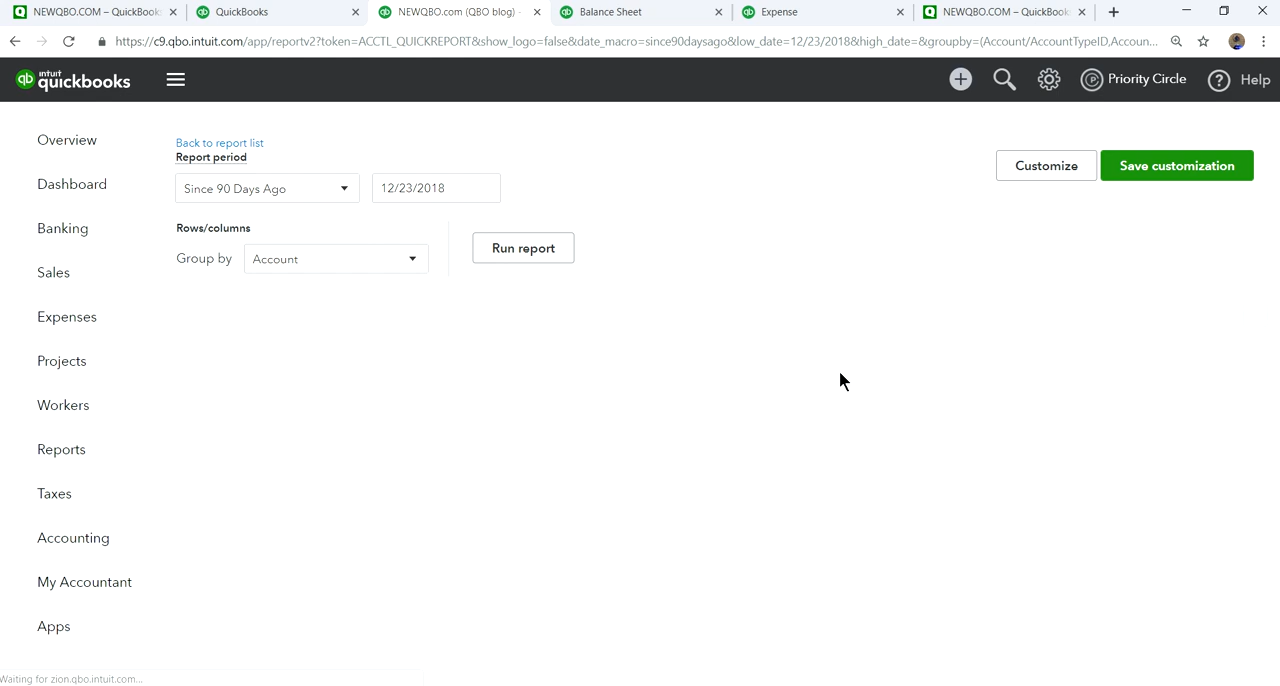 NEWQBO.COM – QuickBook
QuickBooks
NEWQBO.com (QBO blog) -
Balance Sheet
Expense
NEWQBO.COM – QuickBook
https://c9.qbo.intuit.com/app/reportv2?token=ACCTL_QUICKREPORT&show_logo=false&date_macro=since90daysago&low_date=12/23/2018&high_date=&groupby=(Account/AccountTypeID,Accoun...
intuit
quickbooks
Priority Circle
Help
Overview
Dashboard
Banking
Sales
Expenses
Projects
Workers
Reports
Taxes
Accounting
My Accountant
Apps
Back to report list
Report period
Since 90 Days Ago
12/23/2018
Rows/columns
Group by
Account
Run report
Customize
Save customization
Waiting for zion.qbo.intuit.com...